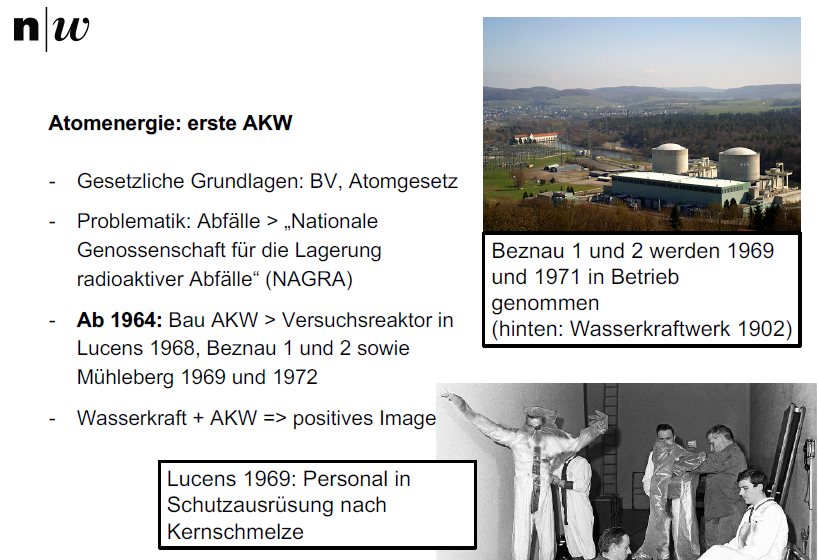 n|w
Atomenergie: erste AKW
- Gesetzliche Grundlagen: BV, Atomgesetz
- Problematik: Abfälle > „Nationale
Genossenschaft für die Lagerung
radioaktiver Abfälle“ (NAGRA)
- Ab 1964: Bau AKW > Versuchsreaktor in
Lucens 1968, Beznau 1 und 2 sowie
Mühleberg 1969 und 1972
- Wasserkraft + AKW => positives Image
Beznau 1 und 2 werden 1969
und 1971 in Betrieb
genommen
(hinten: Wasserkraftwerk 1902)
Lucens 1969: Personal in
Schutzausrüsung nach
Kernschmelze